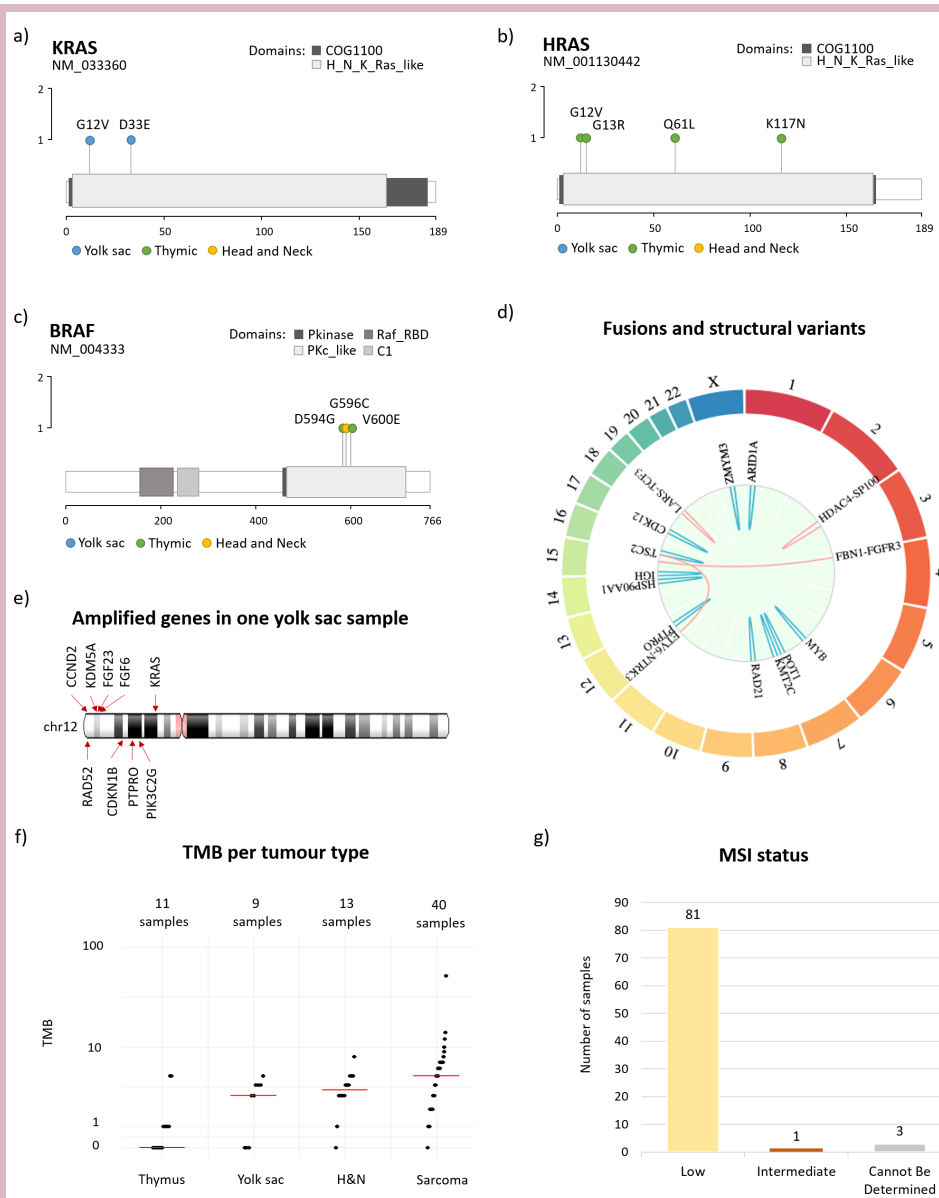 a)
KRAS
NM_033360
Domains: COG1100
H_N_K_Ras_like
2
1
G12V D33E
0 50 100 150 189
Yolk sac Thymic Head and Neck
b)
HRAS
NM_001130442
Domains: COG1100
H_N_K_Ras_like
2
1
G12V
G13R
Q61L
K117N
0 50 100 150 189
Yolk sac Thymic Head and Neck
c)
BRAF
NM_004333
Domains: Pkinase Raf_RBD
PKc_like C1
2
1
G596C
D594G V600E
0 200 400 600 766
Yolk sac Thymic Head and Neck
d)
Fusions and structural variants
1
2
3
4
5
6
7
8
9
10
11
12
13
14
15
16
17
18
19
20
21
22
X
ARID1A
HDAC4-SP100
FBN1-FGFR3
MYB
POT1
KMT2C
RAD21
ETV6-NTRK3
PTPRO
HSP90AA1
IGH
TSC2
CDK12
LARS-TCF3
ZMYM3
e)
Amplified genes in one yolk sac sample
CCND2
KDM5A
FGF23
FGF6
KRAS
chr12
RAD52
CDKN1B
PTPRO
PIK3C2G
f)
TMB per tumour type
11 9 13 40
samples samples samples samples
100
10
1
0
TMB
Thymus Yolk sac H&N Sarcoma
g)
MSI status
90
80
70
60
50
40
30
20
10
0
Number of samples
81
1
3
Low Intermediate Cannot Be
Determined